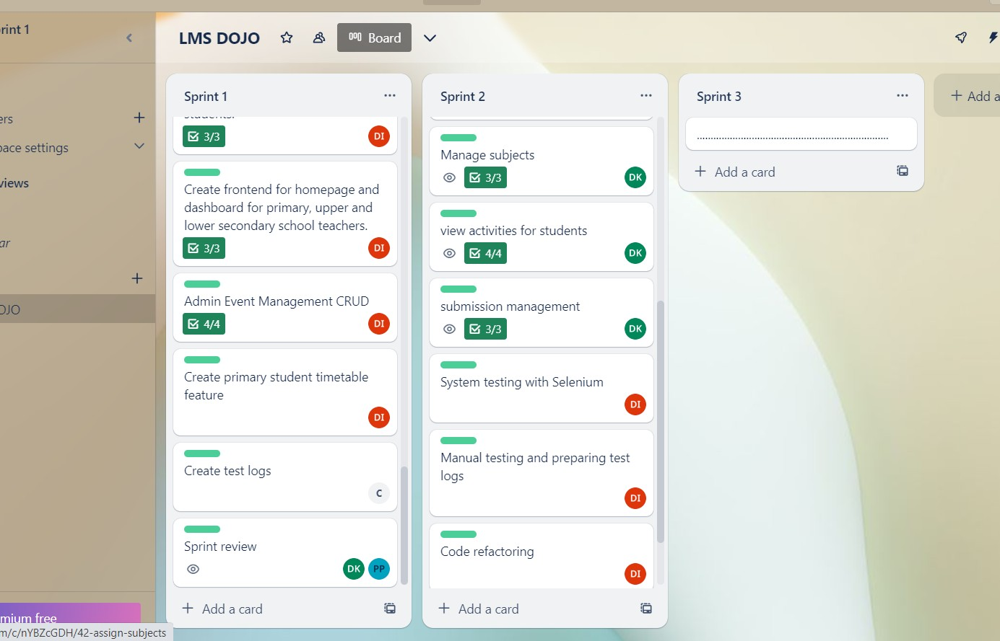 rint 1
LMS DOJO
Board
ers
pace settings
views
ar
OJO
mium free
m/c/nYBZcGDH/42-assign-subjects
Sprint 1
students.
3/3
DI
Create frontend for homepage and
dashboard for primary, upper and
lower secondary school teachers.
3/3
DI
Admin Event Management CRUD
4/4
DI
Create primary student timetable
feature
DI
Create test logs
C
Sprint review
DK
PP
+ Add a card
Sprint 2
Manage subjects
3/3
DK
view activities for students
4/4
DK
submission management
3/3
DK
System testing with Selenium
DI
Manual testing and preparing test
logs
DI
Code refactoring
DI
+ Add a card
Sprint 3
......................................................................
+ Add a card
+ Add a